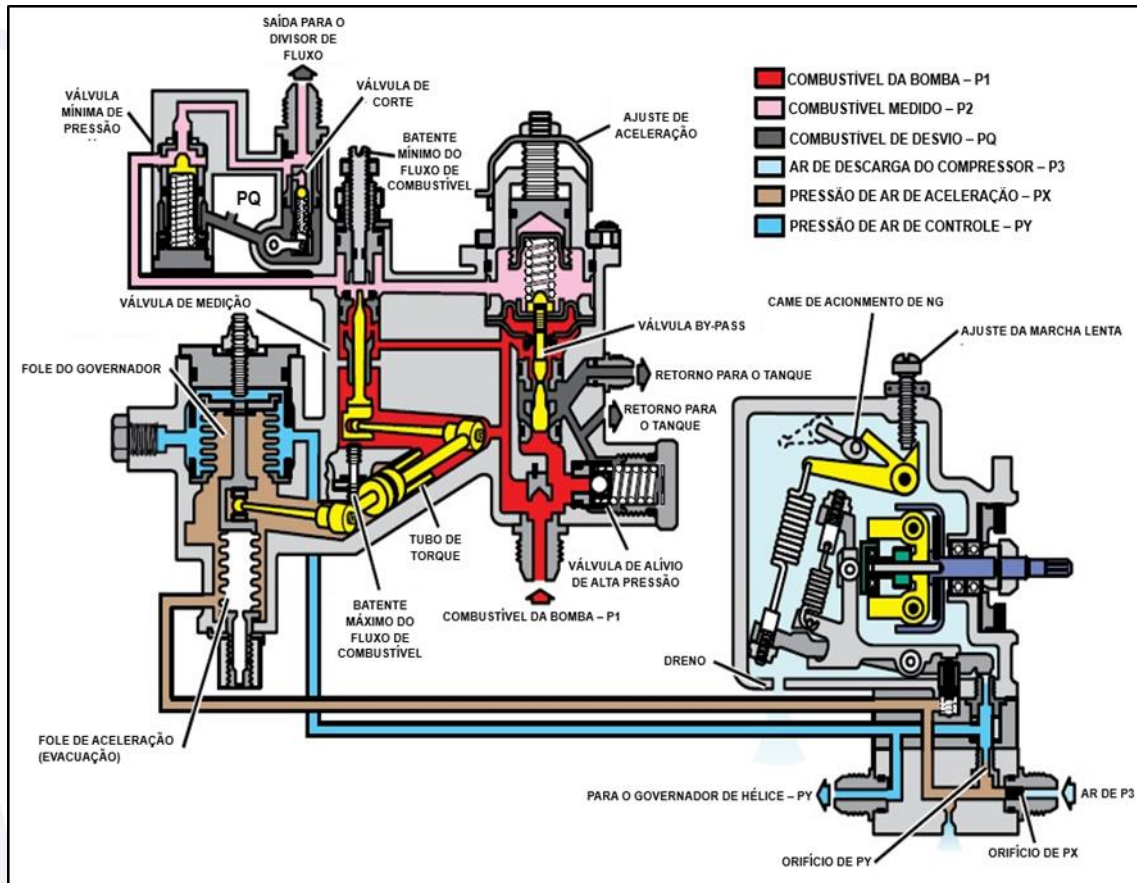 SAÍDA PARA O
DIVISOR DE
FLUXO
VÁLVULA
MÍNIMA DE
PRESSÃO
VÁLVULA DE
CORTE
BATENTE
MÍNIMO DO
FLUXO DE
COMBUSTÍVEL
AJUSTE DE
ACELERAÇÃO
COMBUSTÍVEL DA BOMBA – P1
COMBUSTÍVEL MEDIDO – P2
COMBUSTÍVEL DE DESVIO – PQ
AR DE DESCARGA DO COMPRESSOR – P3
PRESSÃO DE AR DE ACELERAÇÃO – PX
PRESSÃO DE AR DE CONTROLE – PY
PQ
VÁLVULA DE MEDIÇÃO
CAME DE ACIONMENTO DE NG
AJUSTE DA MARCHA LENTA
VÁLVULA BY-PASS
FOLE DO GOVERNADOR
RETORNO PARA O TANQUE
RETORNO PARA
O TANQUE
TUBO DE
TORQUE
VÁLVULA DE ALÍVIO
DE ALTA PRESSÃO
BATENTE
MÁXIMO DO
FLUXO DE
COMBUSTÍVEL
COMBUSTÍVEL DA BOMBA – P1
DRENO
FOLE DE ACELERAÇÃO
(EVACUAÇÃO)
PARA O GOVERNADOR DE HÉLICE – PY
AR DE P3
ORIFÍCIO DE PY
ORIFÍCIO DE PX